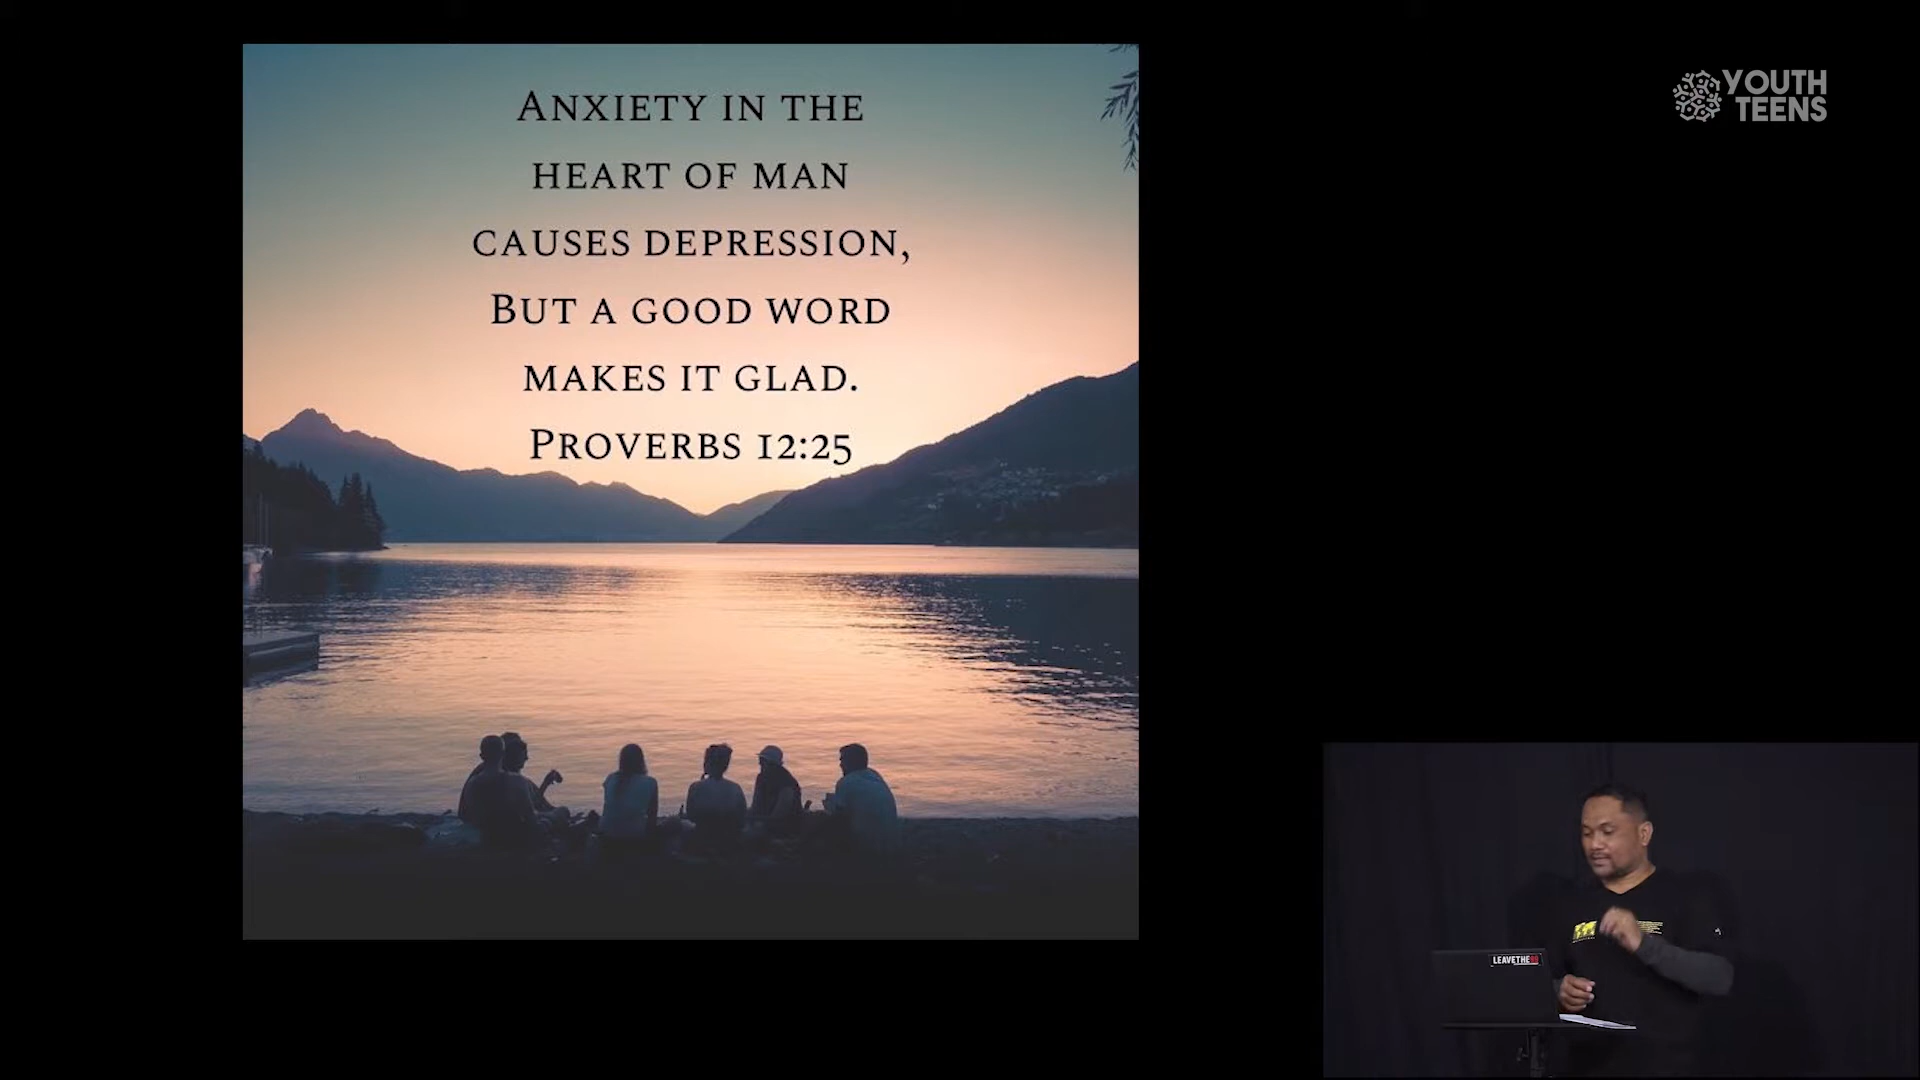 Anxiety in the
heart of man
causes depression,
But a good word
makes it glad.
Proverbs 12:25
YOUTH
TEENS
LEAVETHE99